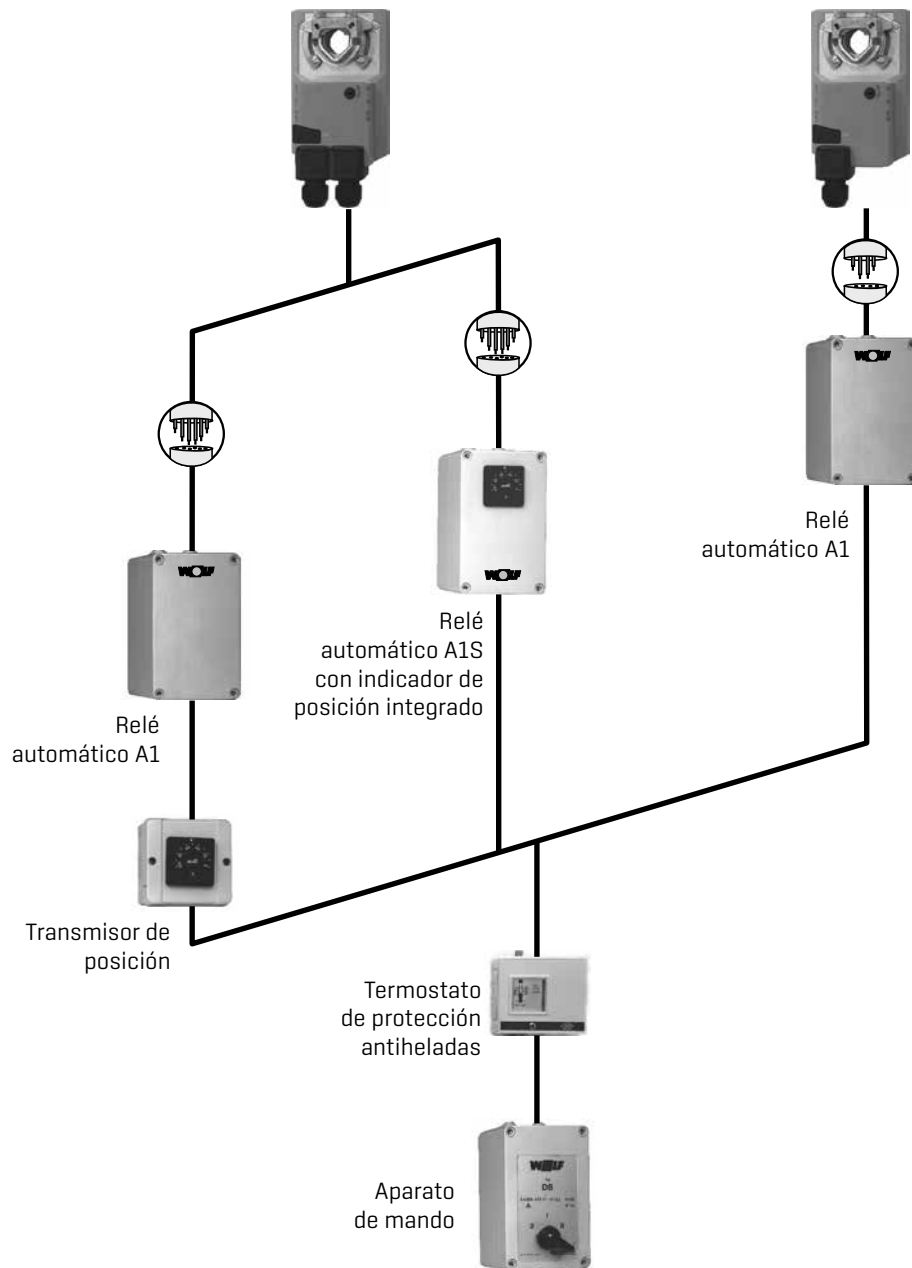 WOLF
Relé
automático A1
WOLF
Relé
automático A1S
con indicador de
posición integrado
WOLF
Relé
automático A1
Transmisor de
posición
Termostato
de protección
antiheladas
WOLF
D8
Aparato
de mando